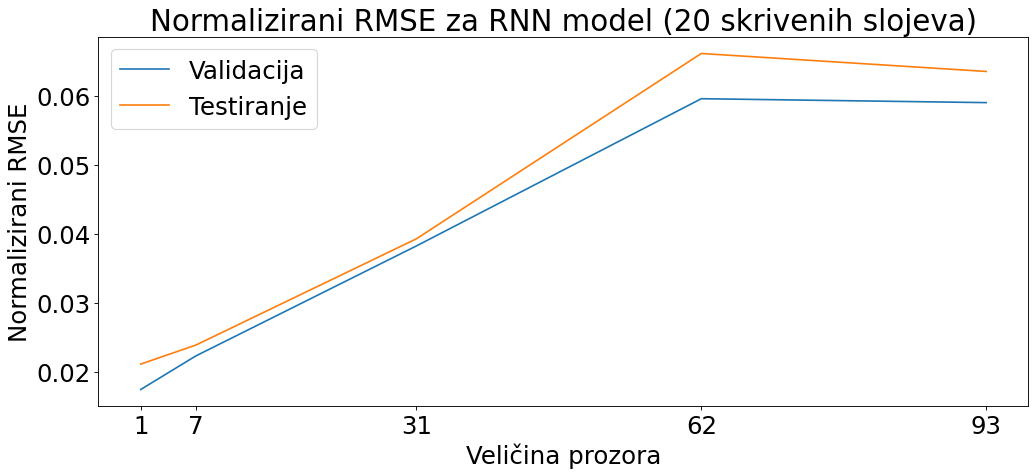 Normalizirani RMSE za RNN model (20 skrivenih slojeva)
Validacija
Testiranje
Normalizirani RMSE
0.06
0.05
0.04
0.03
0.02
1 7 31 62 93
Veličina prozora